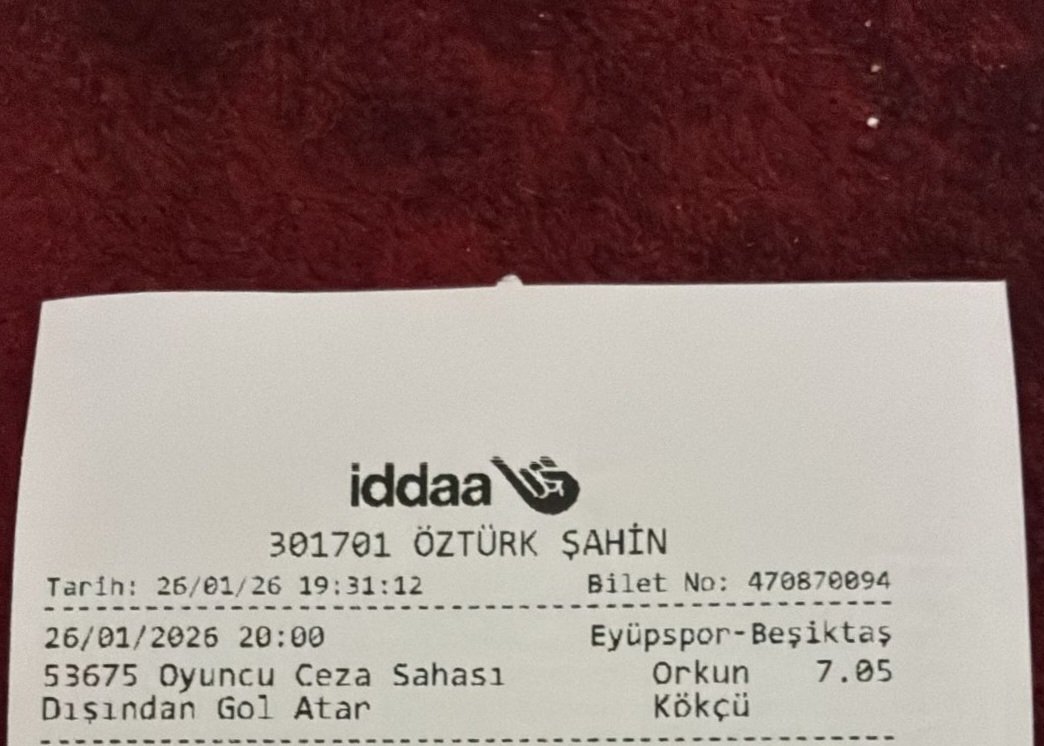 iddaa
301701 ÖZTÜRK ŞAHİN
Tarih: 26/01/26 19:31:12 Bilet No: 470870094
26/01/2026 20:00 Eyüpspor-Beşiktaş
53675 Oyuncu Ceza Sahası Orkun 7.05
Dışından Gol Atar Kökçü